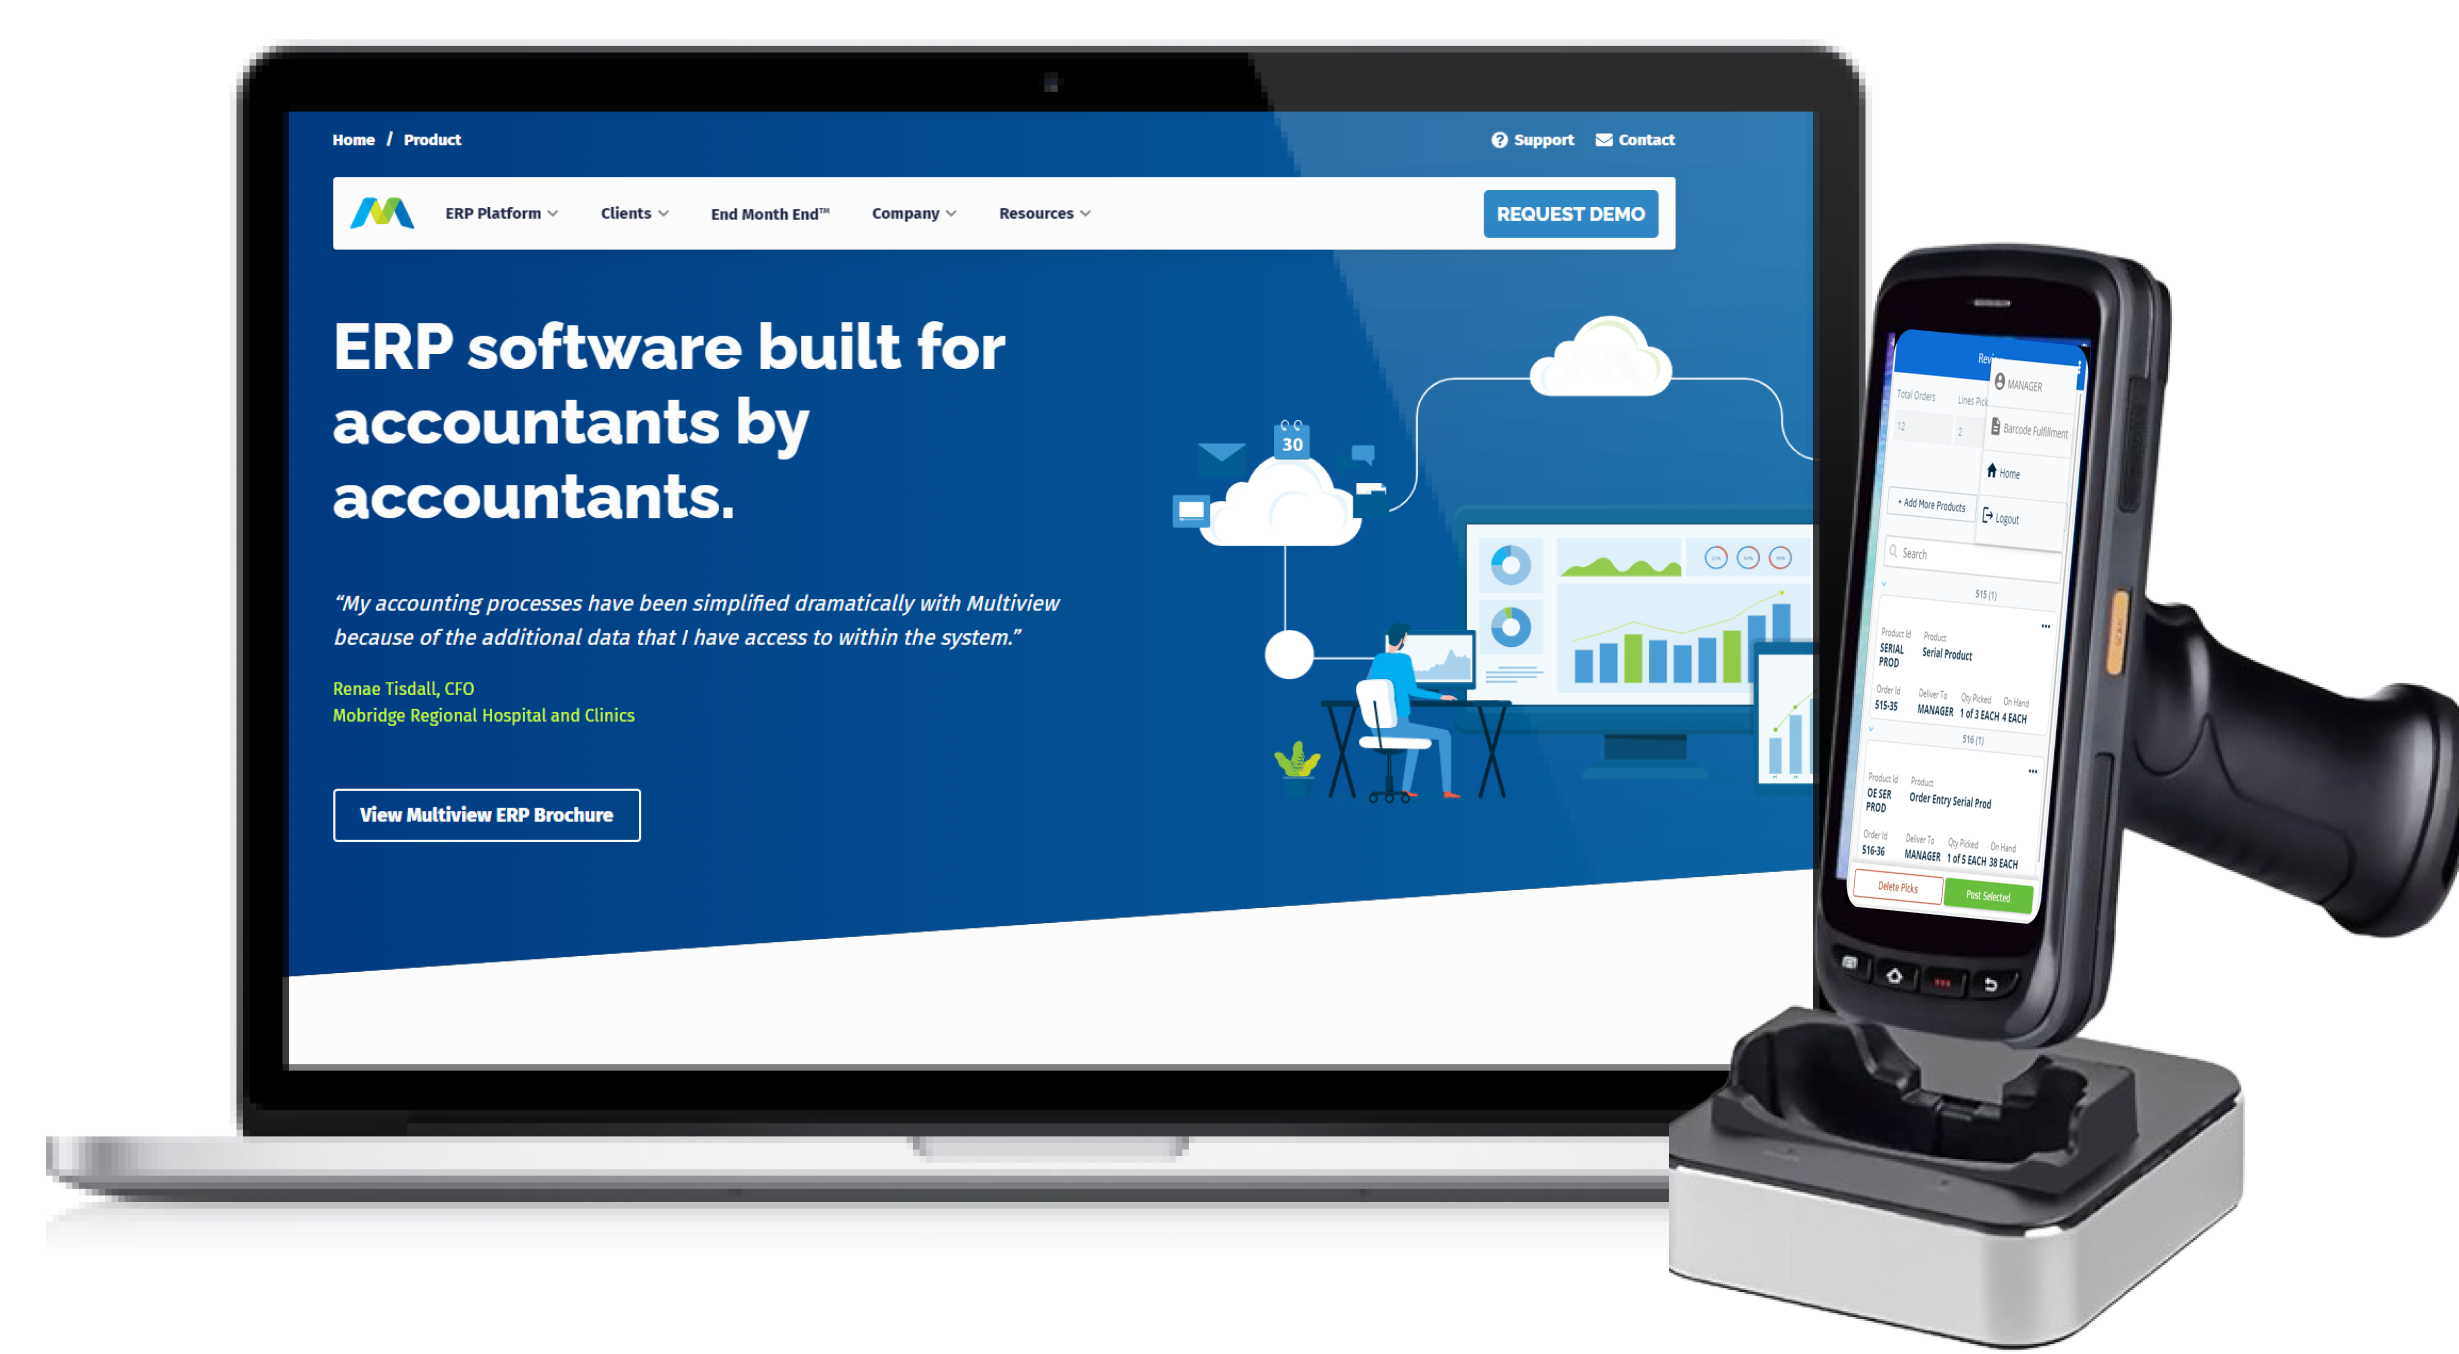 Home / Product
Support
Contact
ERP Platform
Clients
End Month End™
Company
Resources
REQUEST DEMO
ERP software built for
accountants by
accountants.
“My accounting processes have been simplified dramatically with Multiview
because of the additional data that I have access to within the system.”
Renae Tisdall, CFO
Mobridge Regional Hospital and Clinics
View Multiview ERP Brochure
30
MANAGER
Total Orders
Lines Pick
12
2
Barcode Fulfillment
Home
+ Add More Products
Logout
Search
515 (1)
Product Id Product
SERIAL Serial Product
PROD
Order Id Deliver To Qty Picked On Hand
515-35 MANAGER 1 of 3 EACH 4 EACH
516 (1)
Product Id Product
OE SER Order Entry Serial Prod
PROD
Order Id Deliver To Qty Picked On Hand
516-36 MANAGER 1 of 5 EACH 38 EACH
Delete Picks
Post Selected